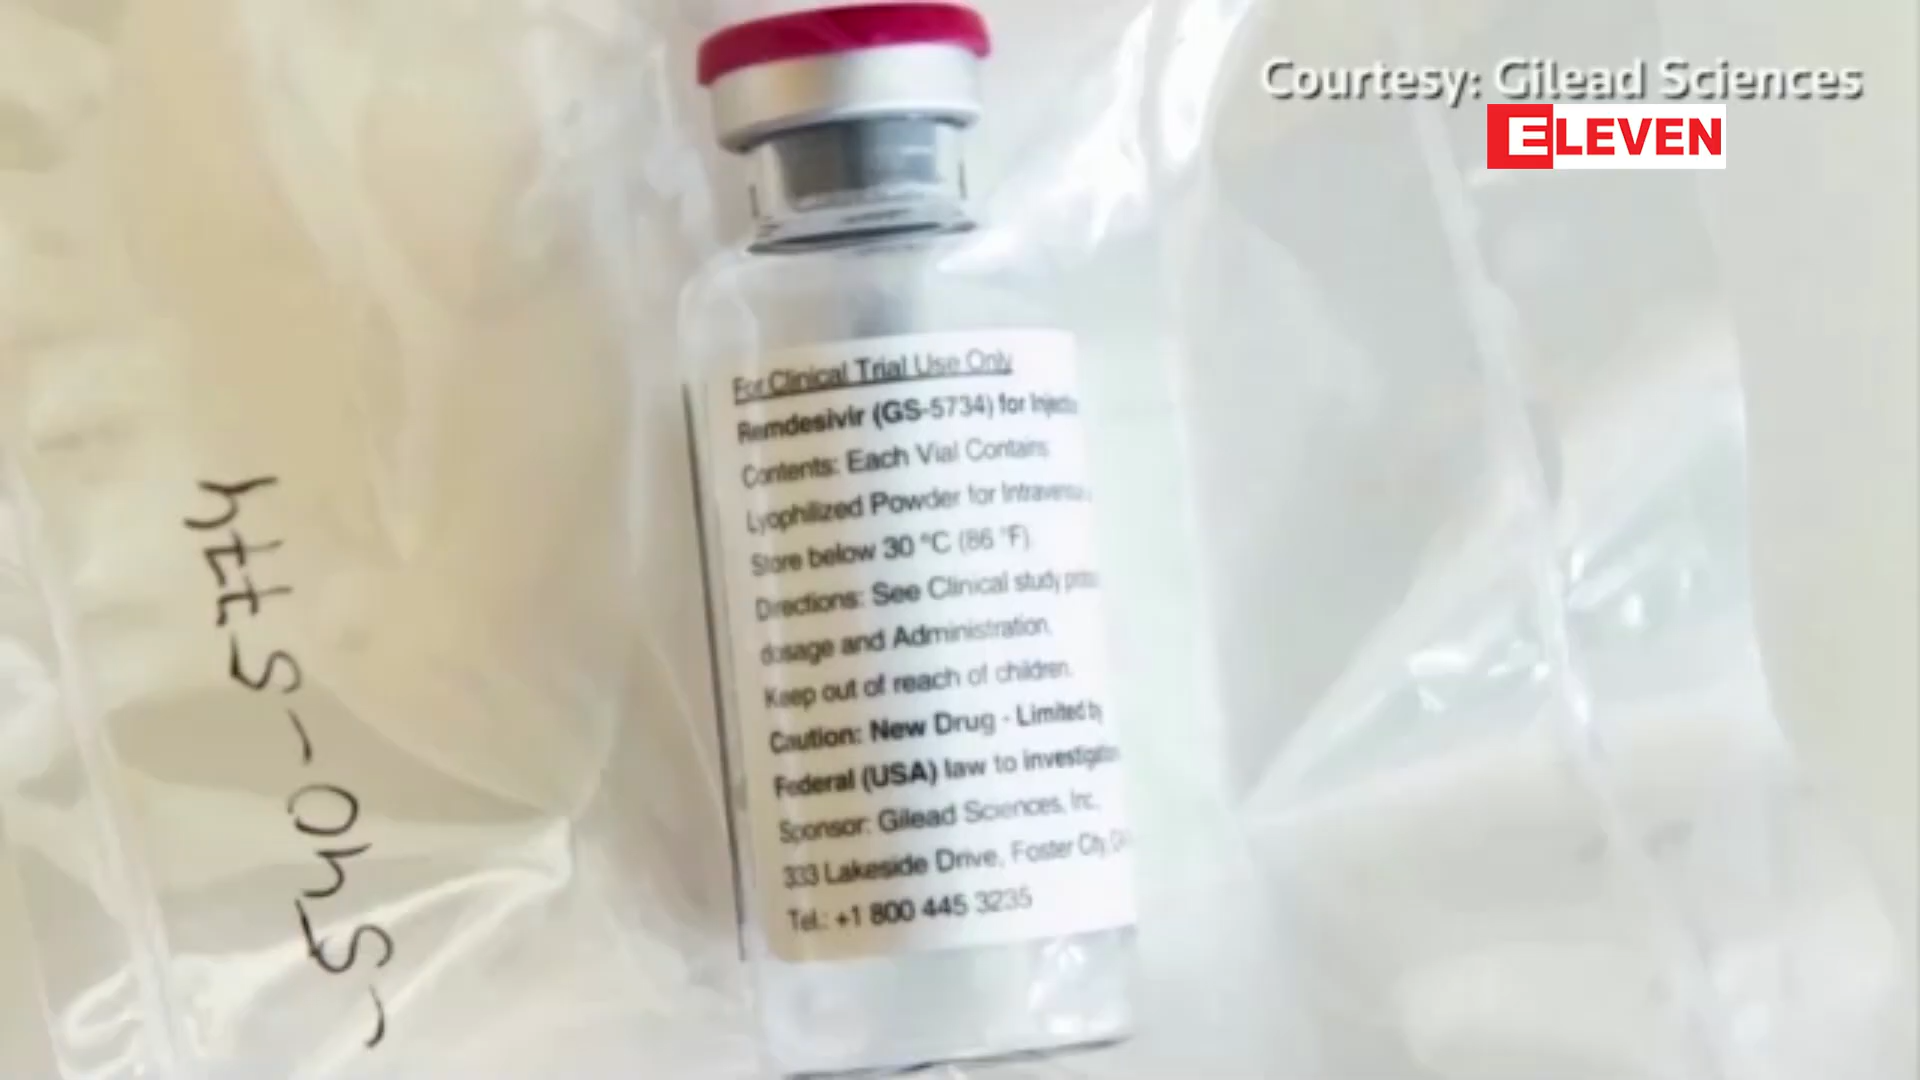 Courtesy: Gilead Sciences
ELEVEN
For Clinical Trial Use Only
Remdesivir (GS-5734) for
Contents: Each Vial Contains
Lyophilized Powder for
Store below 30 °C (86 °F)
Directions: See Clinical study
dosage and Administration.
Keep out of reach of children.
Caution: New Drug - Limited by
Federal (USA) law to
Sponsor: Gilead Sciences, Inc.
333 Lakeside Drive, Foster City,
Tel.: +1 800 445 3235